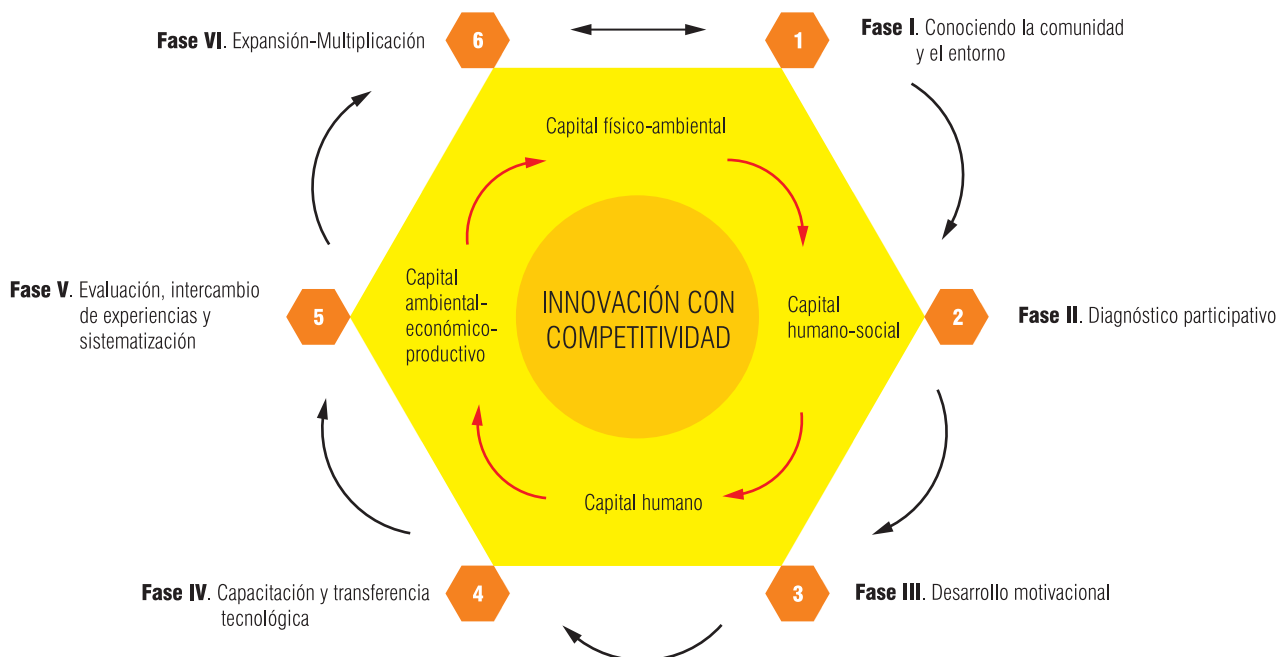 Fase VI. Expansión-Multiplicación
6
1
Fase I. Conociendo la comunidad
y el entorno
Capital físico-ambiental
Fase V. Evaluación, intercambio
de experiencias y
sistematización
5
Capital
ambiental-
económico-
productivo
INNOVACIÓN CON
COMPETITIVIDAD
Capital
humano-social
2
Fase II. Diagnóstico participativo
Capital humano
Fase IV. Capacitación y transferencia
tecnológica
4
3
Fase III. Desarrollo motivacional